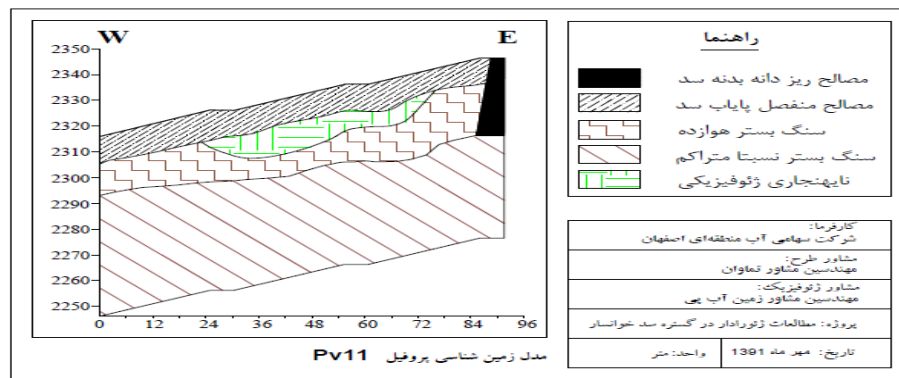 W E
2350
2340
2330
2320
2310
2300
2290
2280
2270
2260
2250
0 12 24 36 48 60 72 84 96
مدل زمین شناسی پروفیل Pv11
راهنما
مصالح ریز دانه بدنه سد
مصالح منفصل پایاب سد
سنگ بستر هوازده
سنگ بستر نسبتا متراکم
نابهنجاری ژئوفیزیکی
کارفرما:
شرکت سهامی آب منطقه‌ای اصفهان
مشاور طرح:
مهندسین مشاور تماوان
مشاور ژئوفیزیک:
مهندسین مشاور زمین آب پی
پروژه: مطالعات ژئورادار در گستره سد خوانسار
تاریخ: مهر ماه 1391 واحد: متر